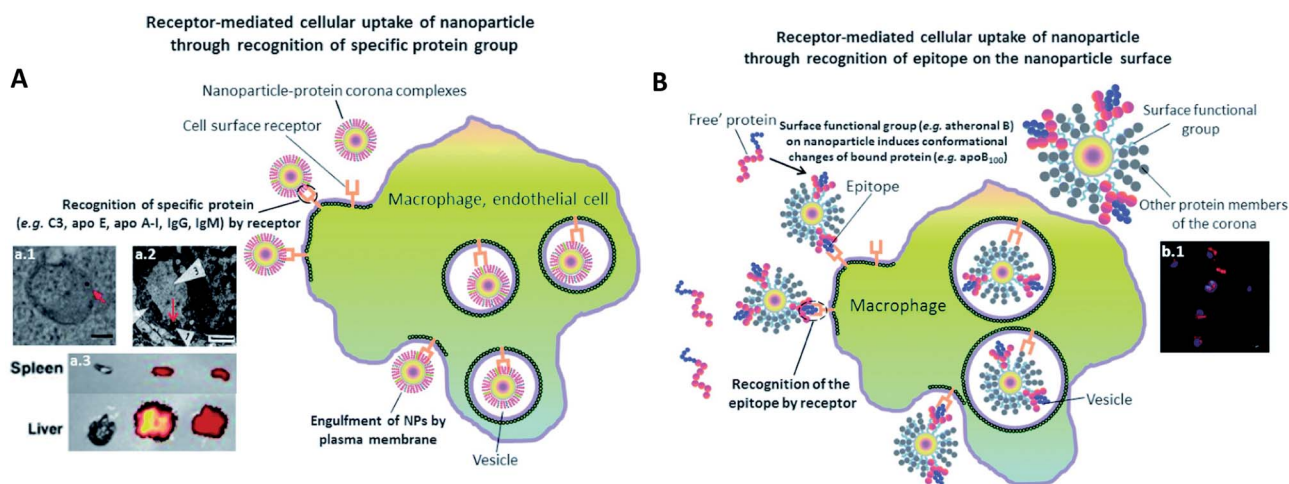 Receptor-mediated cellular uptake of nanoparticle
through recognition of specific protein group
A
Nanoparticle-protein corona complexes
Cell surface receptor
Recognition of specific protein
(e.g. C3, apo E, apo A-I, IgG, IgM) by receptor
Macrophage, endothelial cell
a.1
a.2
a.3
Spleen
Liver
Engulfment of NPs by
plasma membrane
Vesicle
Receptor-mediated cellular uptake of nanoparticle
through recognition of epitope on the nanoparticle surface
B
Free' protein
Surface functional group (e.g. atheronal B)
on nanoparticle induces conformational
changes of bound protein (e.g. apoB100)
Epitope
Surface functional
group
Other protein members
of the corona
b.1
Macrophage
Recognition of the
epitope by receptor
Vesicle